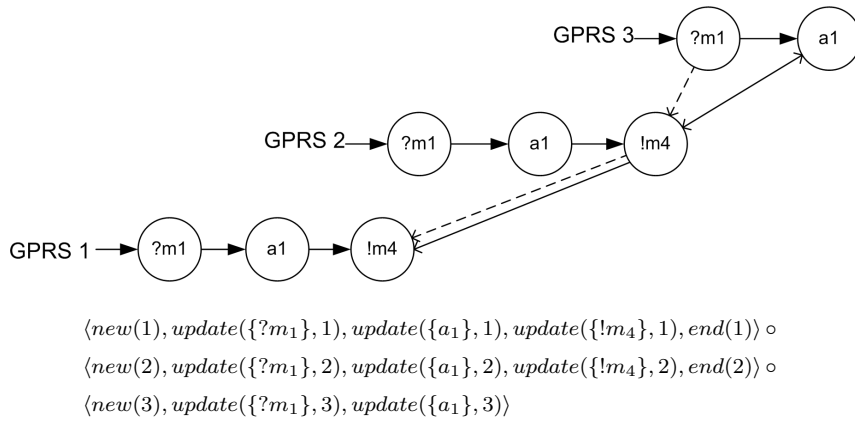 GPRS 3 ?m1 a1
GPRS 2 ?m1 a1 !m4
GPRS 1 ?m1 a1 !m4
⟨new(1), update({?m₁}, 1), update({a₁}, 1), update({!m₄}, 1), end(1)⟩ ∘
⟨new(2), update({?m₁}, 2), update({a₁}, 2), update({!m₄}, 2), end(2)⟩ ∘
⟨new(3), update({?m₁}, 3), update({a₁}, 3)⟩